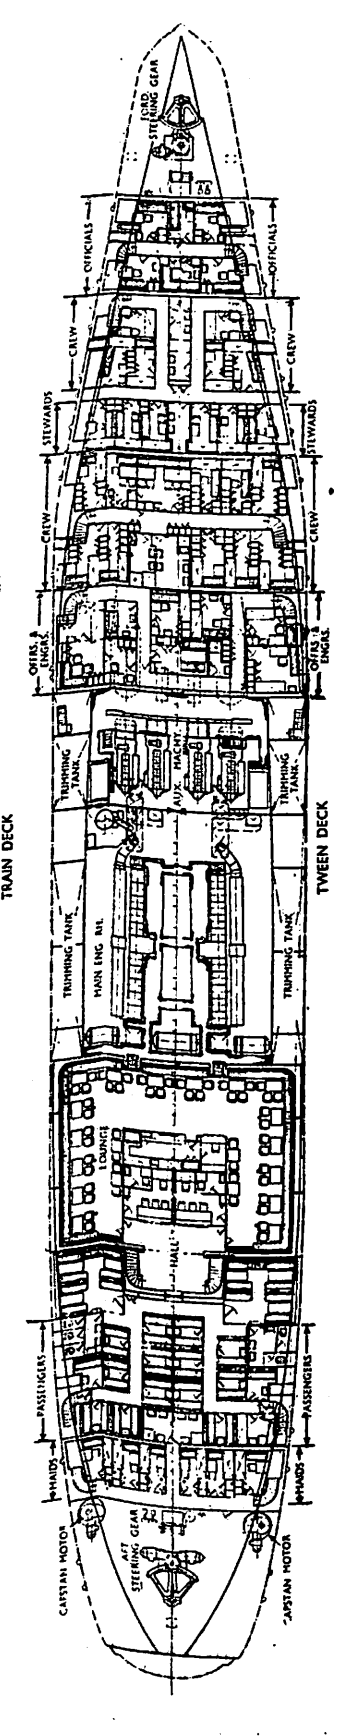 FORD.
STEERING GEAR
OFFICIALS
OFFICIALS
CREW
CREW
STEWARDS
STEWARDS
CREW
CREW
OFFRS. &
ENGRS.
OFFRS. &
ENGRS.
AUX. MACHY.
TRIMMING
TANK
TRIMMING
TANK
TRAIN DECK
TWEEN DECK
TRIMMING TANK
MAIN ENG RM.
TRIMMING TANK
LOUNGE
HALL
PASSENGERS
PASSENGERS
MAIDS
MAIDS
CAPSTAN MOTOR
AFT
STEERING GEAR
CAPSTAN MOTOR